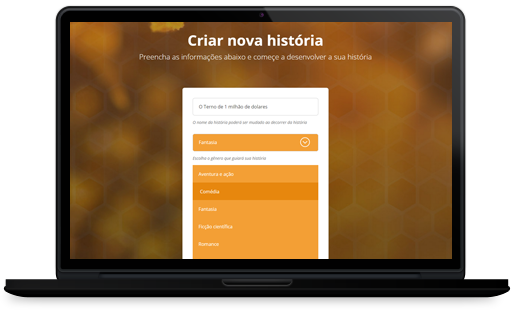 Criar nova história
Preencha as informações abaixo e começe a desenvolver a sua história
O Terno de 1 milhão de dolares
O nome da história poderá ser mudado ao decorrer da história
Fantasia
Escolha o gênero que guiará sua história
Aventura e ação
Comédia
Fantasia
Ficção científica
Romance